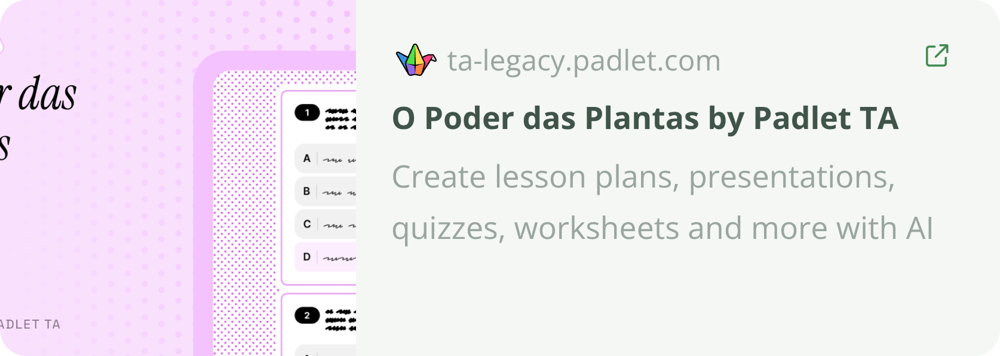 r das
s
ADLET TA
1
A
B
C
D
2
ta-legacy.padlet.com
O Poder das Plantas by Padlet TA
Create lesson plans, presentations,
quizzes, worksheets and more with AI